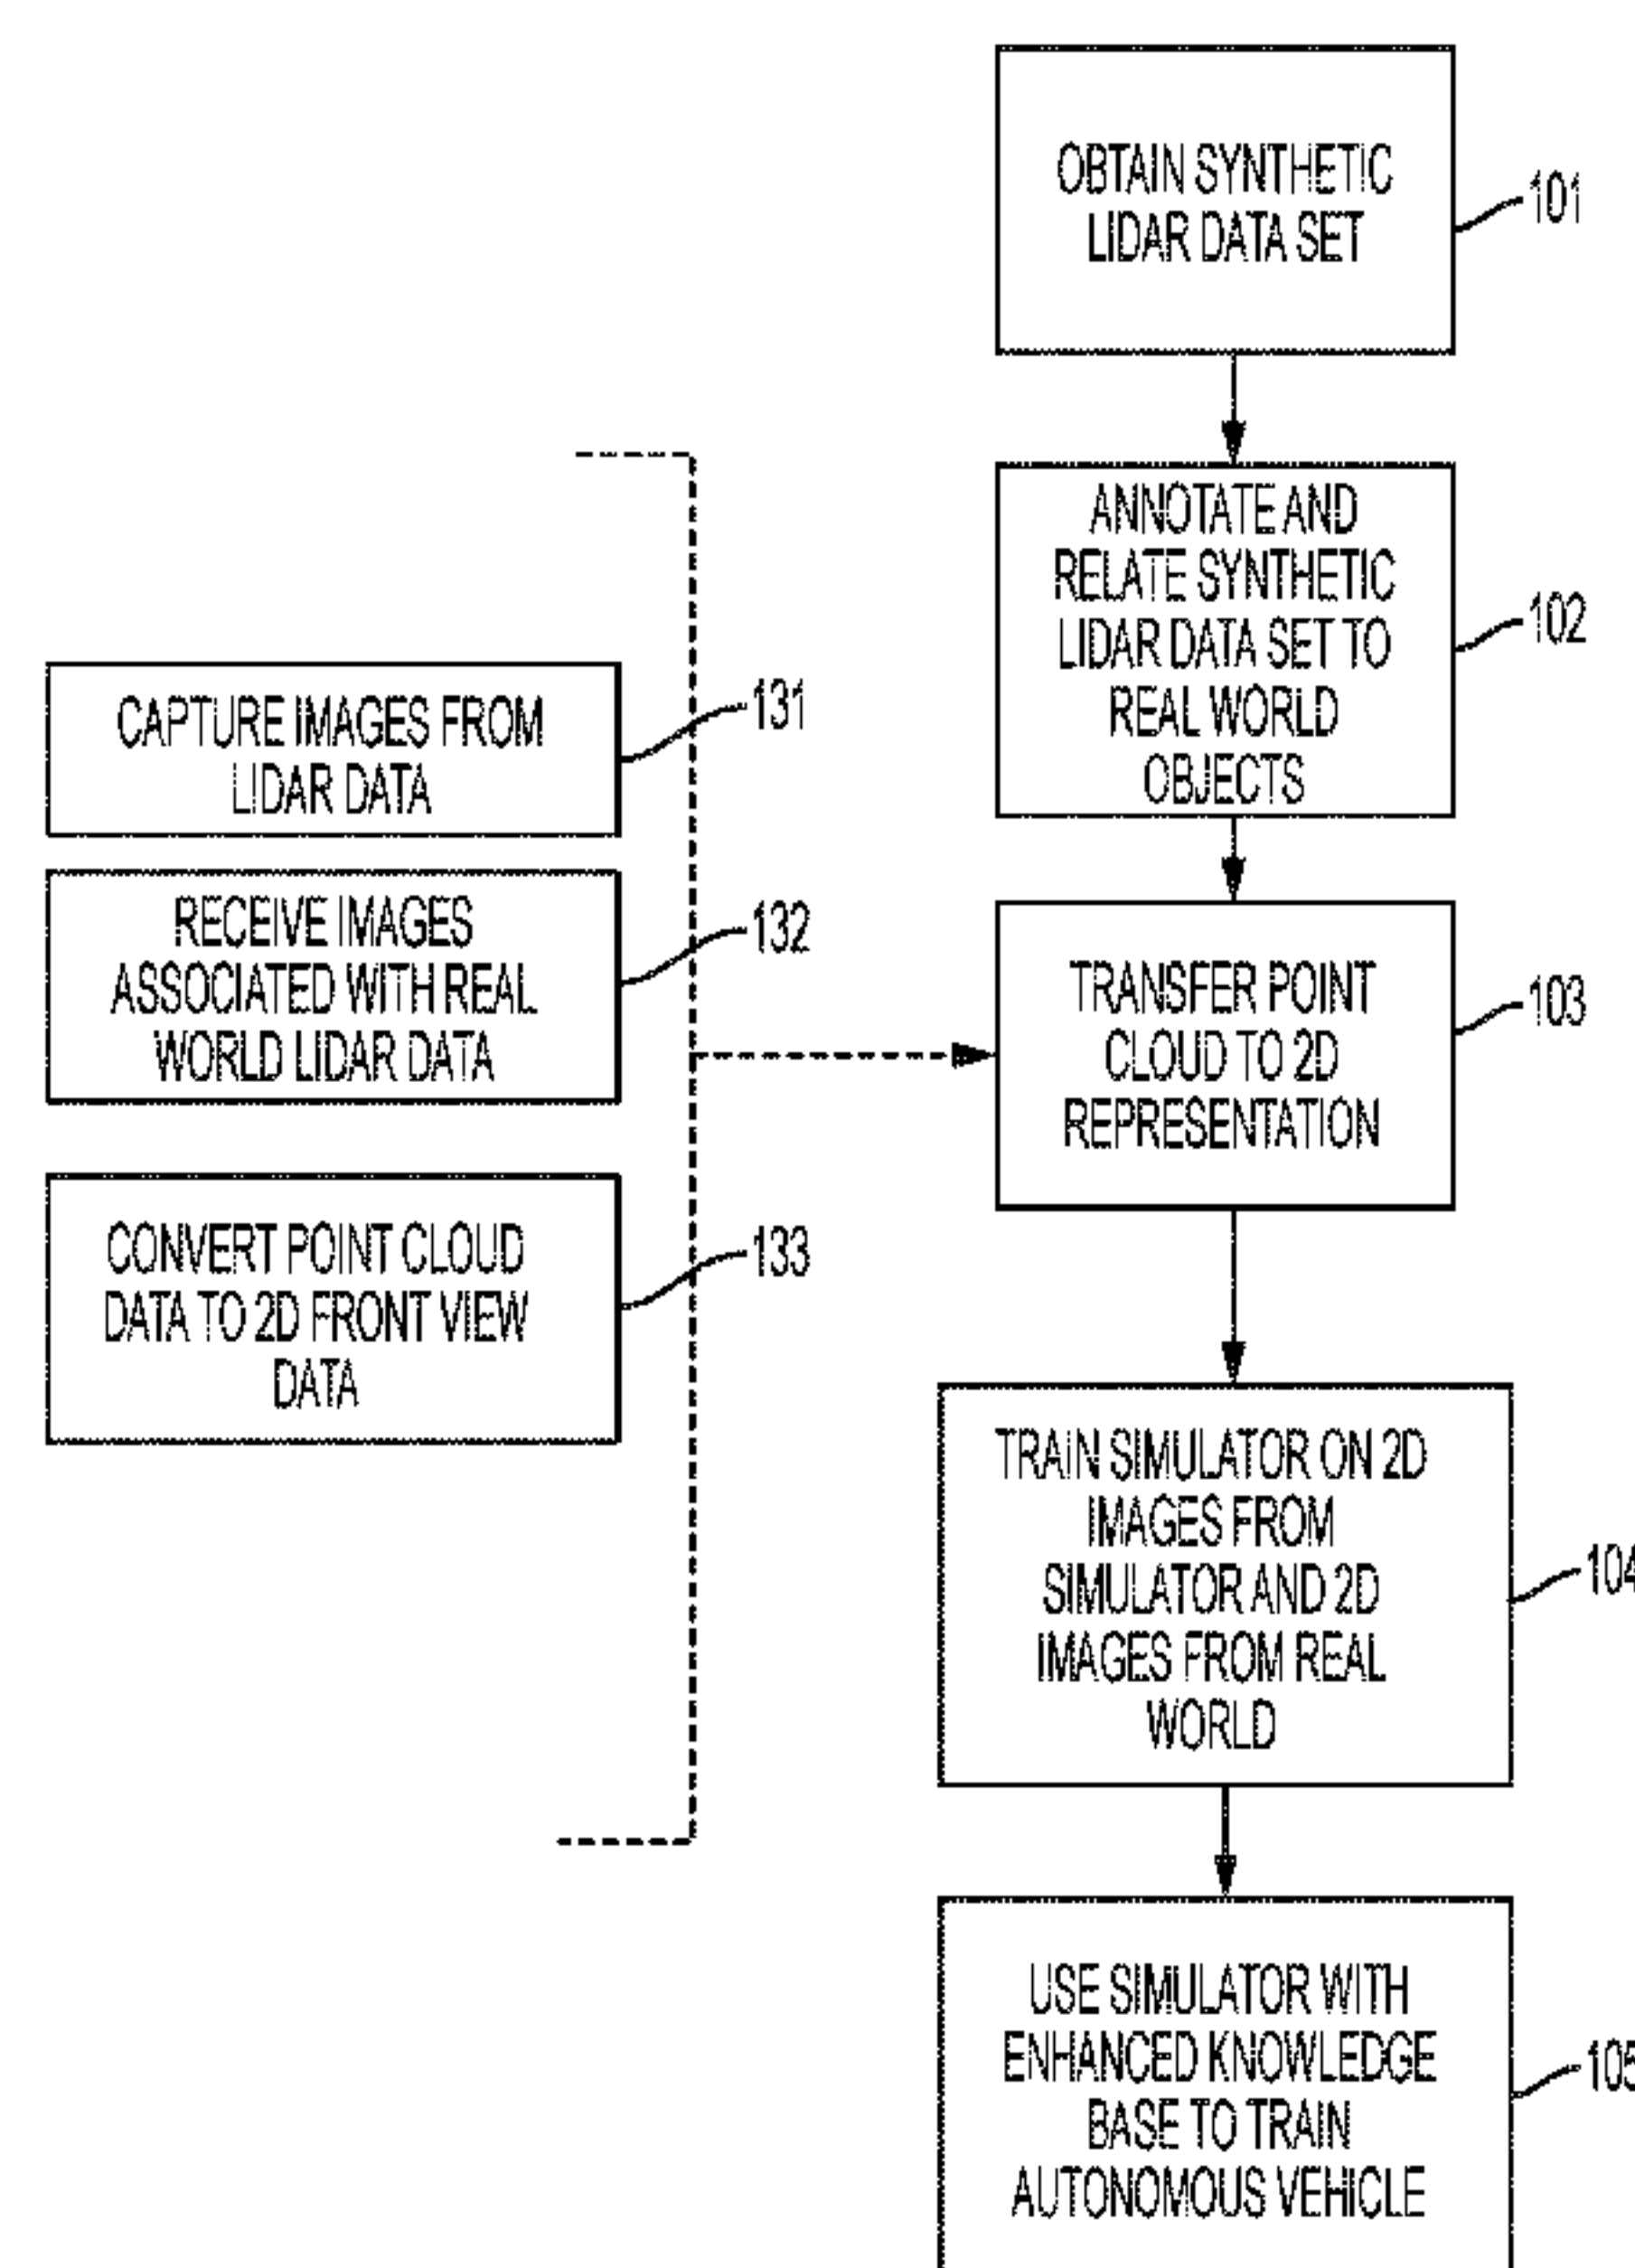 OBTAIN SYNTHETIC
LIDAR DATA SET
101
ANNOTATE AND
RELATE SYNTHETIC
LIDAR DATA SET TO
REAL WORLD
OBJECTS
102
CAPTURE IMAGES FROM
LIDAR DATA
131
RECEIVE IMAGES
ASSOCIATED WITH REAL
WORLD LIDAR DATA
132
TRANSFER POINT
CLOUD TO 2D
REPRESENTATION
103
CONVERT POINT CLOUD
DATA TO 2D FRONT VIEW
DATA
133
TRAIN SIMULATOR ON 2D
IMAGES FROM
SIMULATOR AND 2D
IMAGES FROM REAL
WORLD
104
USE SIMULATOR WITH
ENHANCED KNOWLEDGE
BASE TO TRAIN
AUTONOMOUS VEHICLE
105